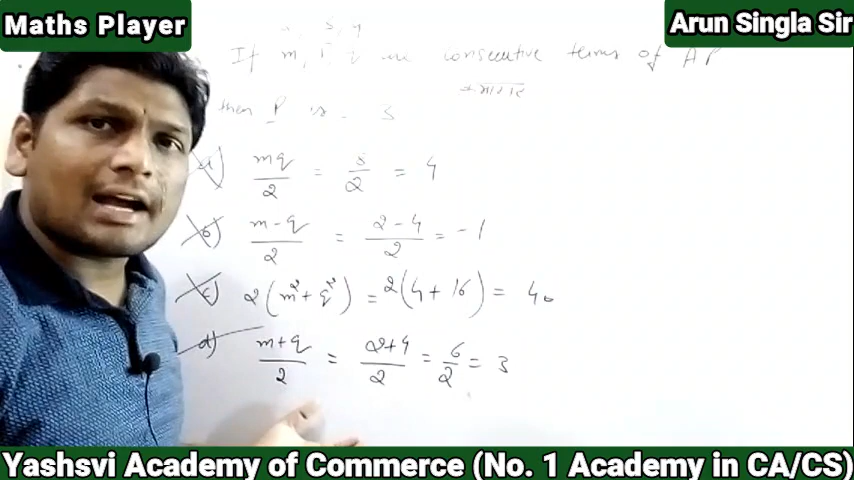 Maths Player
Arun Singla Sir
3, 4
If m, P, q are consecutive terms of AP
then P is - 3
a) mq/2 = 8/2 = 4
b) m-q/2 = 2-4/2 = -1
c) 2(m²+q²) = 2(4+16) = 40
d) m+q/2 = 2+4/2 = 6/2 = 3
Yashsvi Academy of Commerce (No. 1 Academy in CA/CS)